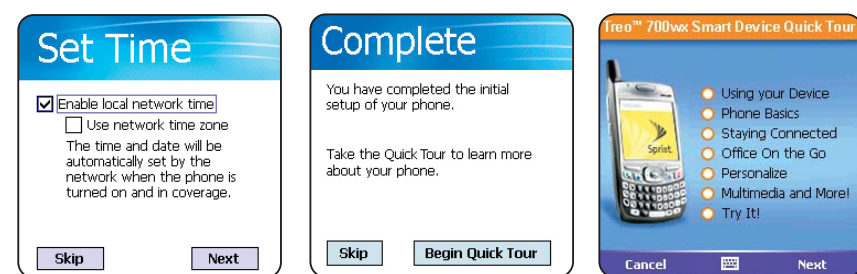 Set Time
Enable local network time
Use network time zone
The time and date will be
automatically set by the
network when the phone is
turned on and in coverage.
Skip
Next
Complete
You have completed the initial
setup of your phone.
Take the Quick Tour to learn more
about your phone.
Skip
Begin Quick Tour
Treo™ 700wx Smart Device Quick Tour
Sprint
Using your Device
Phone Basics
Staying Connected
Office On the Go
Personalize
Multimedia and More!
Try It!
Cancel
Next